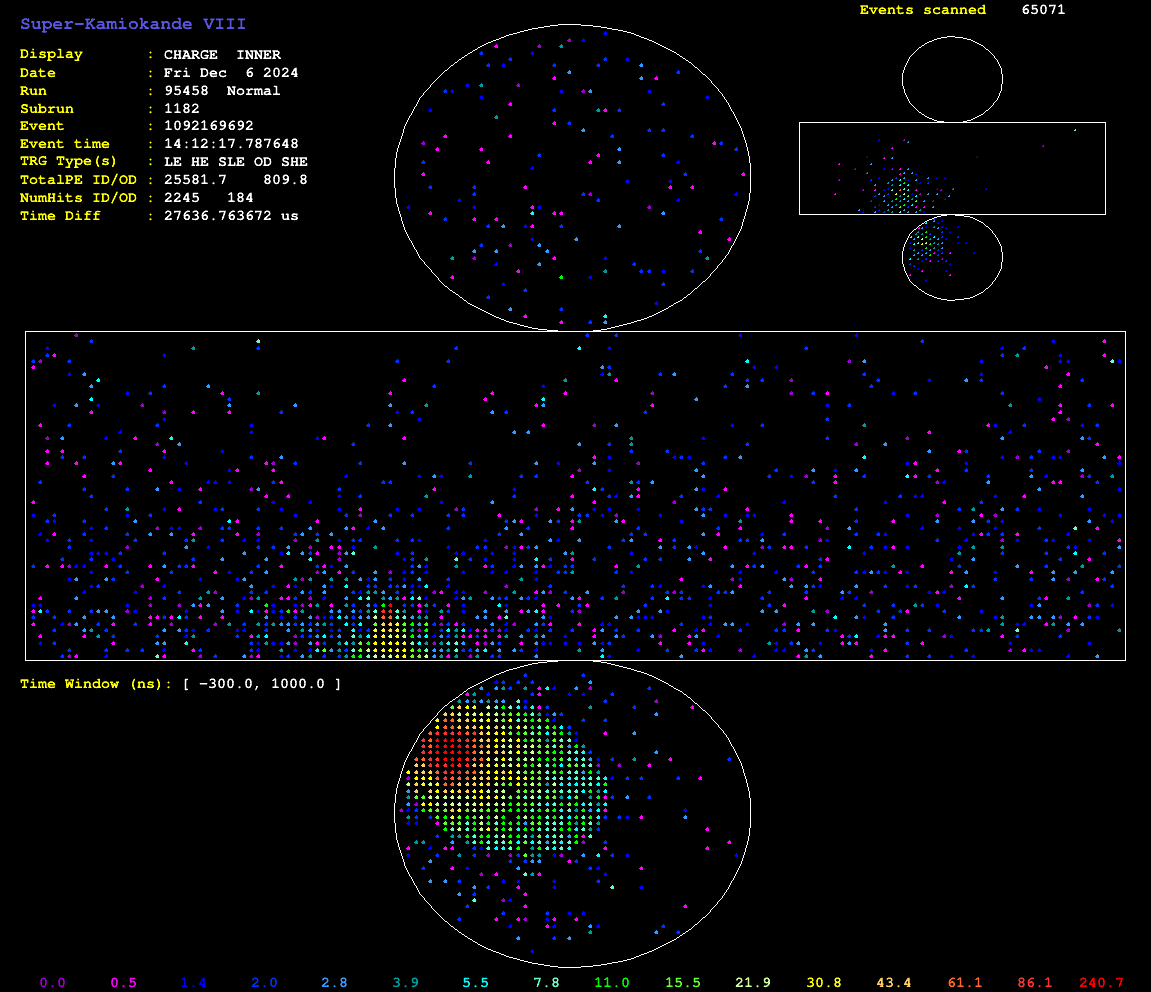 Super-Kamiokande VIII
Events scanned 65071
Display : CHARGE INNER
Date : Fri Dec 6 2024
Run : 95458 Normal
Subrun : 1182
Event : 1092169692
Event time : 14:12:17.787648
TRG Type(s) : LE HE SLE OD SHE
TotalPE ID/OD : 25581.7 809.8
NumHits ID/OD : 2245 184
Time Diff : 27636.763672 us
Time Window (ns): [ -300.0, 1000.0 ]
0.0 0.5 1.4 2.0 2.8 3.9 5.5 7.8 11.0 15.5 21.9 30.8 43.4 61.1 86.1 240.7